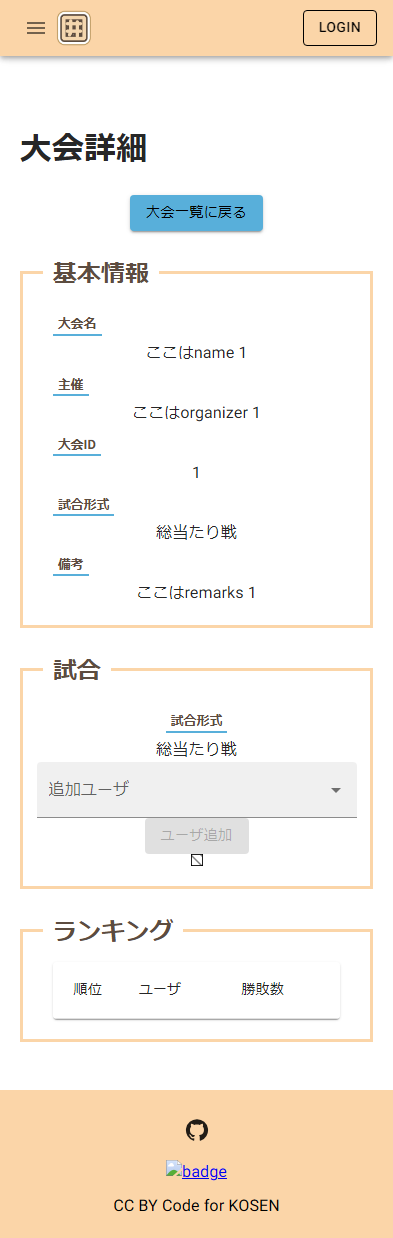 LOGIN
大会詳細
大会一覧に戻る
基本情報
大会名
ここはname 1
主催
ここはorganizer 1
大会ID
1
試合形式
総当たり戦
備考
ここはremarks 1
試合
試合形式
総当たり戦
追加ユーザ
ユーザ追加
ランキング
順位 ユーザ 勝敗数
badge
CC BY Code for KOSEN